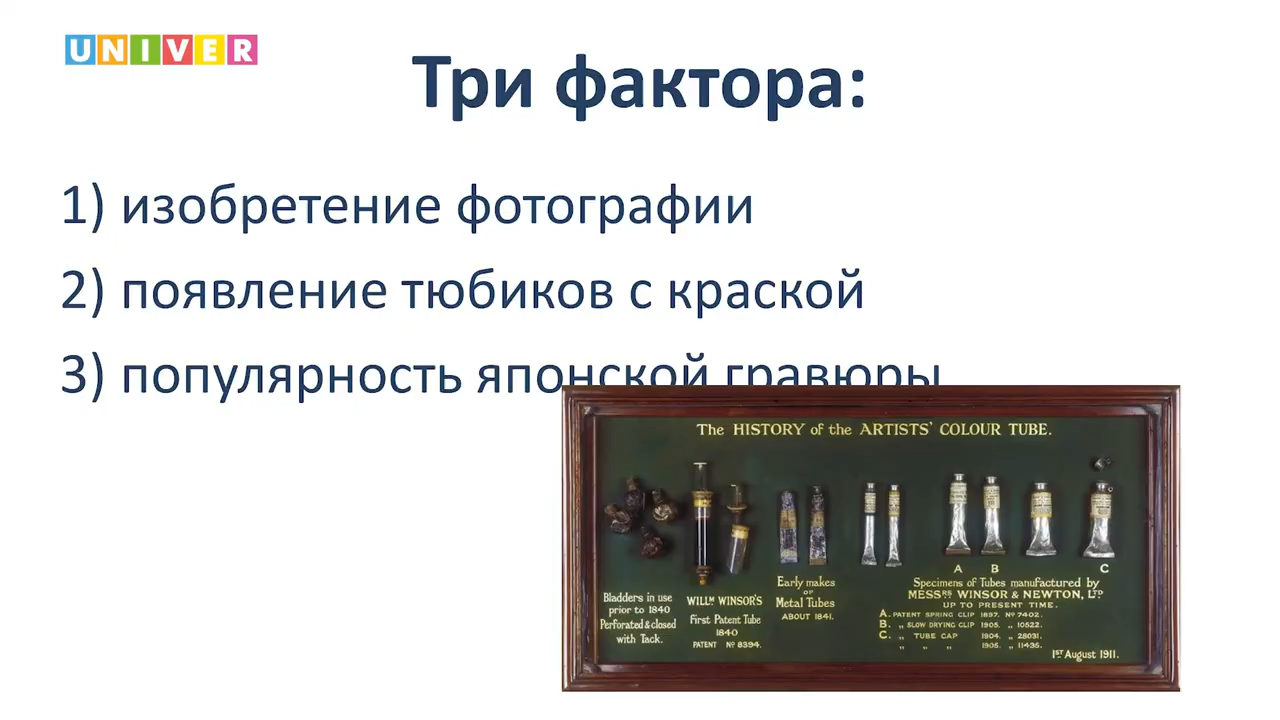 UNIVER
Три фактора:
1) изобретение фотографии
2) появление тюбиков с краской
3) популярность японской гравюры
The HISTORY of the ARTISTS' COLOUR TUBE.
Bladders in use
prior to 1840
Perforated & closed
with Tack.
WILLM WINSOR'S
First Patent Tube
1840
PATENT No 8394.
Early makes
OF
Metal Tubes
ABOUT 1841.
A B C
Specimens of Tubes manufactured by
MESSRS WINSOR & NEWTON, LTD
UP TO PRESENT TIME.
A. PATENT SPRING CLIP 1897. No 7402.
B. „ SLOW DRYING CLIP 1905. „ 10522.
C. „ TUBE CAP 1904. „ 28031.
„ „ „ 1905. „ 11435.
1ST August 1911.